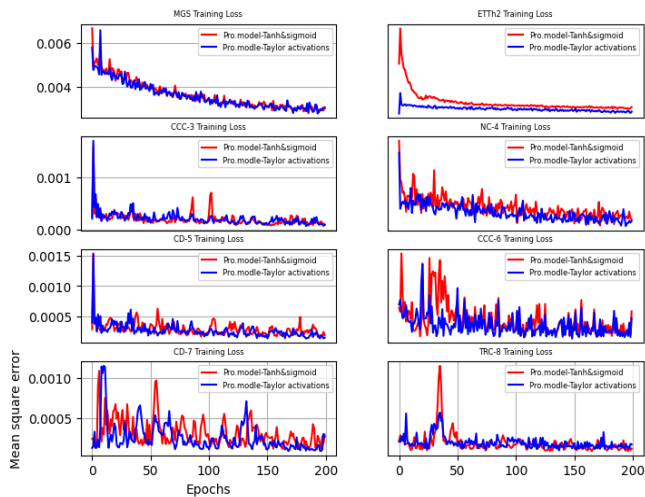 MGS Training Loss
0.006
0.004
Pro.model-Tanh&sigmoid
Pro.modle-Taylor activations
ETTh2 Training Loss
Pro.model-Tanh&sigmoid
Pro.modle-Taylor activations
CCC-3 Training Loss
0.001
0.000
Pro.model-Tanh&sigmoid
Pro.modle-Taylor activations
NC-4 Training Loss
Pro.model-Tanh&sigmoid
Pro.modle-Taylor activations
CD-5 Training Loss
0.0015
0.0010
0.0005
Pro.model-Tanh&sigmoid
Pro.modle-Taylor activations
CCC-6 Training Loss
Pro.model-Tanh&sigmoid
Pro.modle-Taylor activations
CD-7 Training Loss
0.0010
0.0005
Pro.model-Tanh&sigmoid
Pro.modle-Taylor activations
0 50 100 150 200
TRC-8 Training Loss
Pro.model-Tanh&sigmoid
Pro.modle-Taylor activations
0 50 100 150 200
Mean square error
Epochs